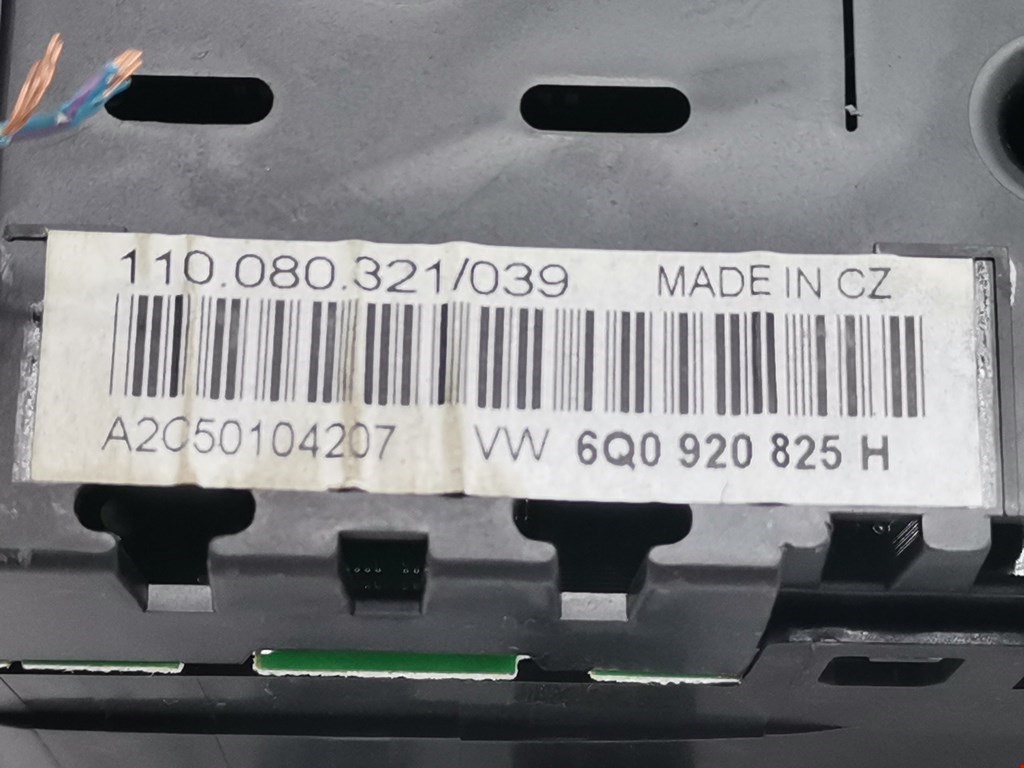 110.080.321/039 MADE IN CZ
A2C50104207 VW 6Q0 920 825 H